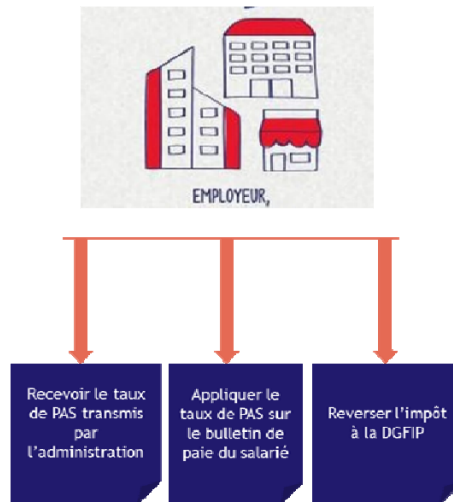 EMPLOYEUR,
Recevoir le taux
de PAS transmis
par
l'administration
Appliquer le
taux de PAS sur
le bulletin de
paie du salarié
Reverser l'impôt
à la DGFIP